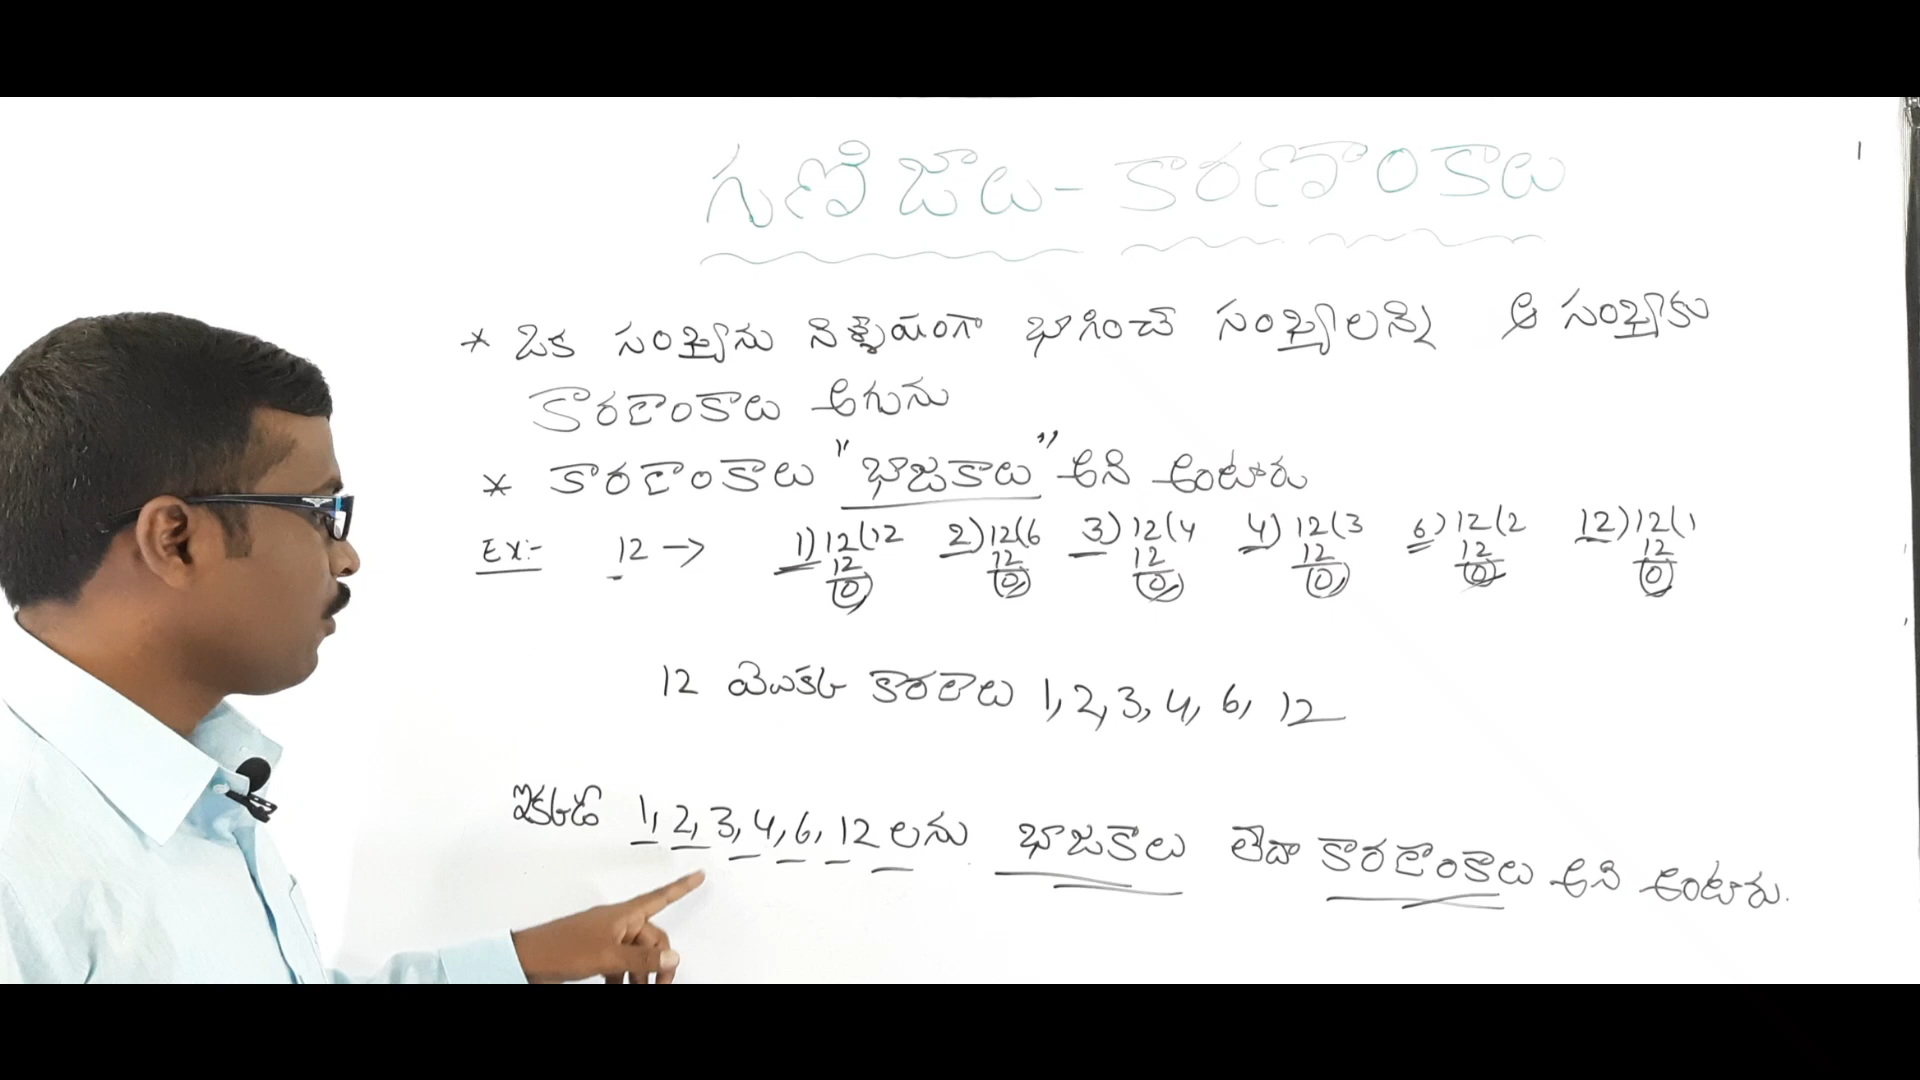 గుణిజాలు - కారణాంకాలు
* ఒక సంఖ్యను నిశ్శేషంగా భాగించే సంఖ్యలన్ని ఆ సంఖ్యకు
కారణాంకాలు అగును
* కారణాంకాలు "భాజకాలు" అని అంటారు
Ex:- 12 → 1)12(12 2)12(6 3)12(4 4)12(3 6)12(2 12)12(1
12 12 12 12 12 12
0 0 0 0 0 0
12 యొక్క కారణాలు 1, 2, 3, 4, 6, 12
ఇక్కడ 1, 2, 3, 4, 6, 12 లను భాజకాలు లేదా కారణాంకాలు అని అంటారు.